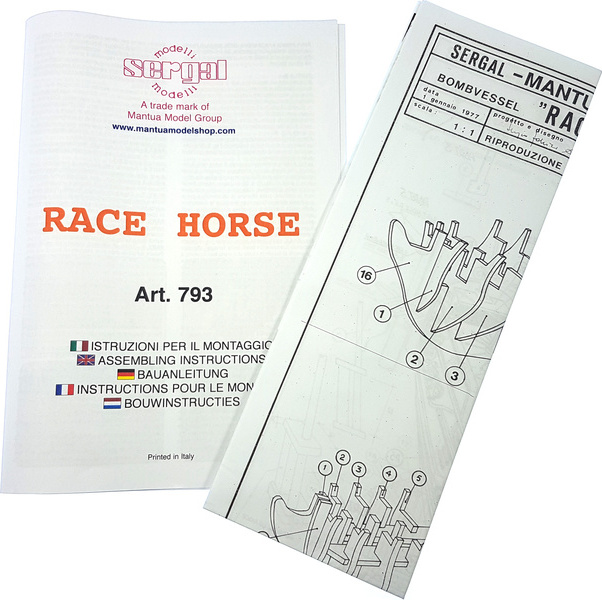 modelli
sergal
modelli
A trade mark of
Mantua Model Group
www.mantuamodelshop.com
RACE HORSE
Art. 793
ISTRUZIONI PER IL MONTAGGIO
ASSEMBLING INSTRUCTIONS
BAUANLEITUNG
INSTRUCTIONS POUR LE MON
BOUWINSTRUCTIES
Printed in Italy
SERGAL - MANTU
BOMBVESSEL "RAC
data
1 gennaio 1977
progetto e disegno
scala:
1:1
RIPRODUZIONE
16
1
2
3
1
2
3
4
5